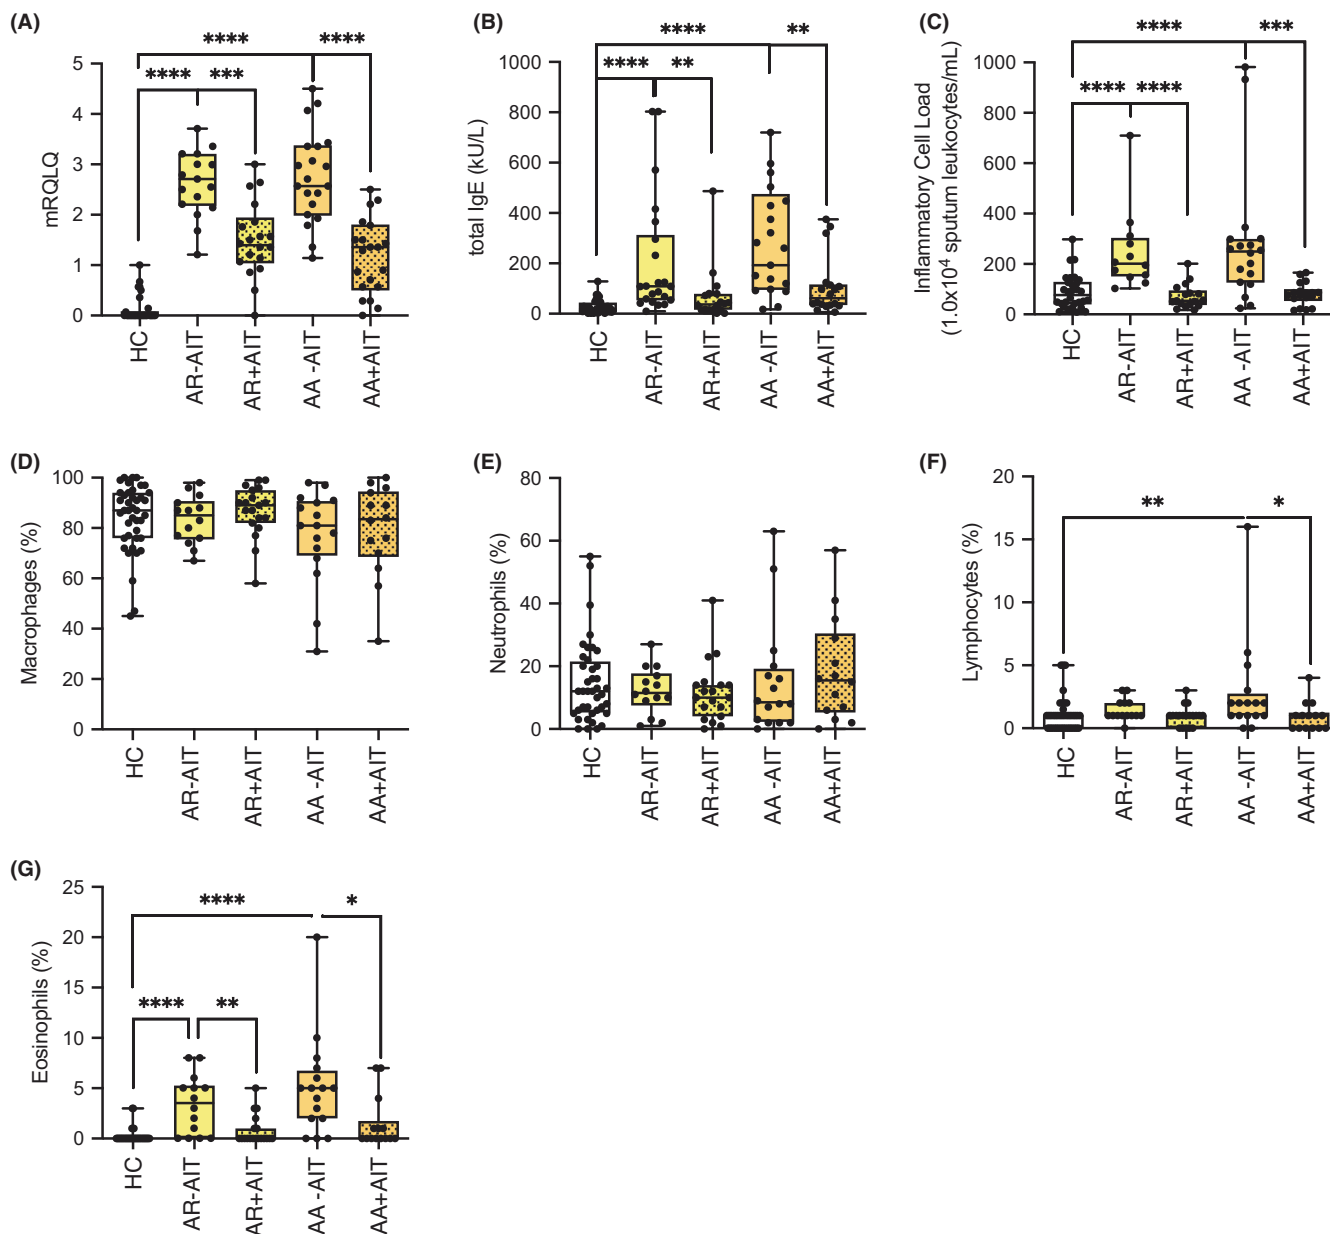 (A)
mRQLQ
5
4
3
2
1
0
**** ****
**** ***
HC
AR-AIT
AR+AIT
AA -AIT
AA+AIT
(B)
total IgE (kU/L)
1000
800
600
400
200
0
**** **
**** **
HC
AR-AIT
AR+AIT
AA -AIT
AA+AIT
(C)
Inflammatory Cell Load
(1.0x10⁴ sputum leukocytes/mL)
1000
800
600
400
200
0
**** ***
**** ****
HC
AR-AIT
AR+AIT
AA -AIT
AA+AIT
(D)
Macrophages (%)
100
80
60
40
20
0
HC
AR-AIT
AR+AIT
AA -AIT
AA+AIT
(E)
Neutrophils (%)
80
60
40
20
0
HC
AR-AIT
AR+AIT
AA -AIT
AA+AIT
(F)
Lymphocytes (%)
20
15
10
5
0
** *
HC
AR-AIT
AR+AIT
AA -AIT
AA+AIT
(G)
Eosinophils (%)
25
20
15
10
5
0
**** *
**** **
HC
AR-AIT
AR+AIT
AA -AIT
AA+AIT